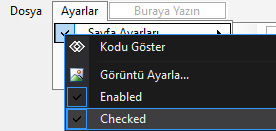 Dosya Ayarlar Buraya Yazın
Sayfa Ayarları
Kodu Göster
Görüntü Ayarla...
Enabled
Checked